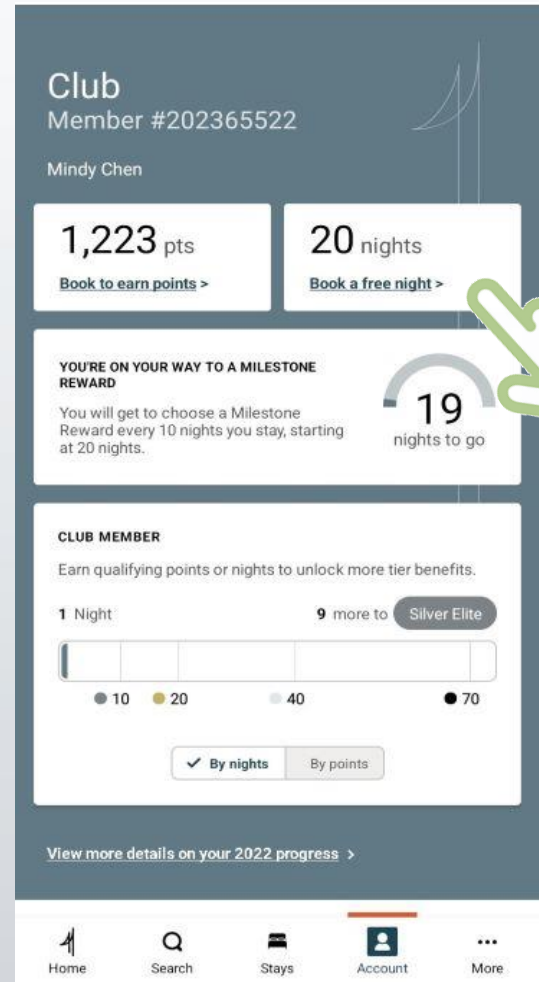 Club
Member #202365522
Mindy Chen
1,223 pts
Book to earn points >
20 nights
Book a free night >
YOU'RE ON YOUR WAY TO A MILESTONE
REWARD
You will get to choose a Milestone
Reward every 10 nights you stay, starting
at 20 nights.
19
nights to go
CLUB MEMBER
Earn qualifying points or nights to unlock more tier benefits.
1 Night
9 more to Silver Elite
10 20 40 70
By nights By points
View more details on your 2022 progress >
Home Search Stays Account More